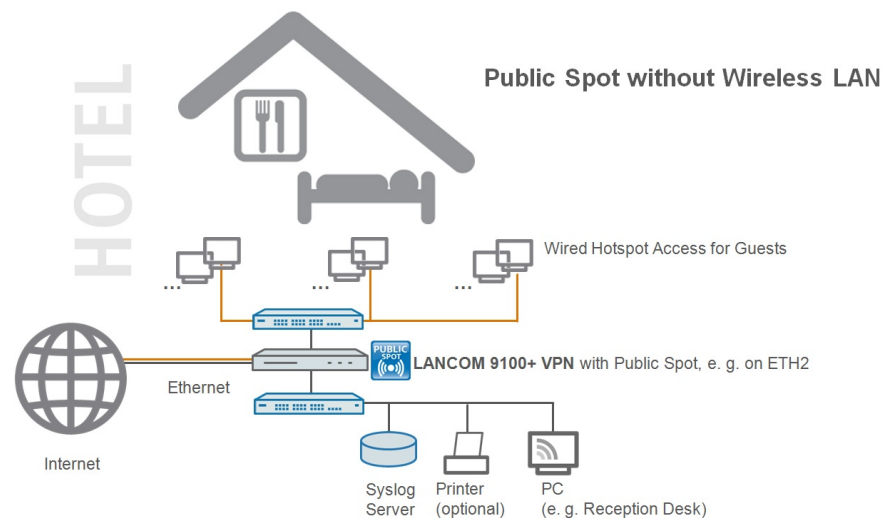 HOTEL
Public Spot without Wireless LAN
Wired Hotspot Access for Guests
...
...
...
PUBLIC
SPOT
LANCOM 9100+ VPN with Public Spot, e. g. on ETH2
Ethernet
Internet
Syslog
Server
Printer
(optional)
PC
(e. g. Reception Desk)